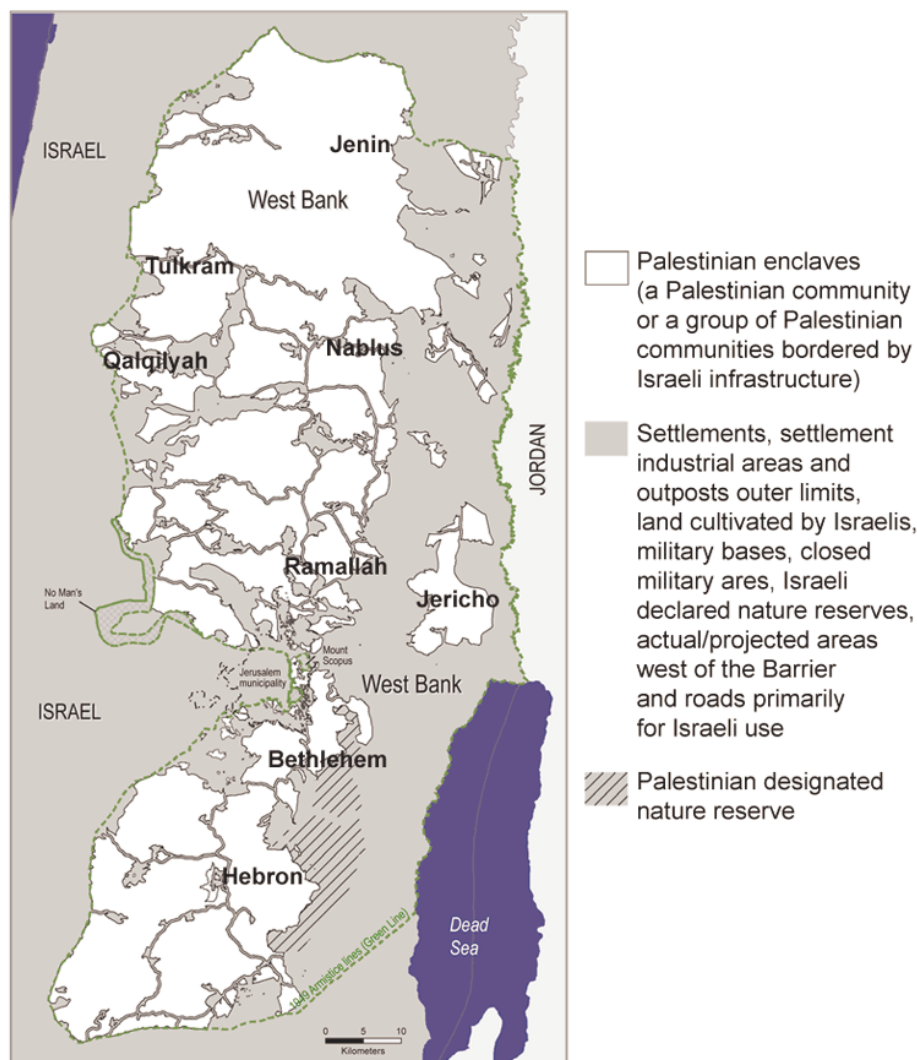 ISRAEL
Jenin
West Bank
Tulkram
Qalqilyah
Nablus
JORDAN
Ramallah
Jericho
No Man's
Land
Mount
Scopus
Jerusalem
municipality
West Bank
ISRAEL
Bethlehem
Hebron
1949 Armistice lines (Green Line)
Dead
Sea
0 5 10
Kilometers
Palestinian enclaves
(a Palestinian community
or a group of Palestinian
communities bordered by
Israeli infrastructure)
Settlements, settlement
industrial areas and
outposts outer limits,
land cultivated by Israelis,
military bases, closed
military ares, Israeli
declared nature reserves,
actual/projected areas
west of the Barrier
and roads primarily
for Israeli use
Palestinian designated
nature reserve